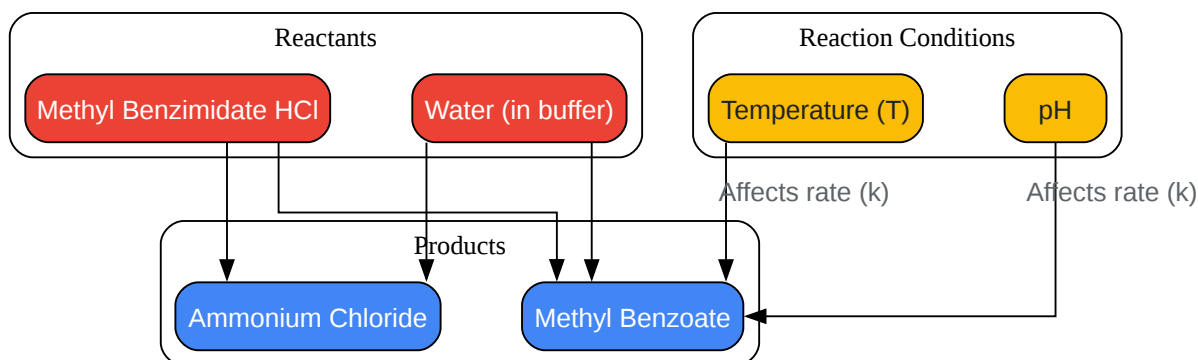 Reactants
Reaction Conditions
Methyl Benzimidate HCl
Water (in buffer)
Temperature (T)
pH
Affects rate (k)
Affects rate (k)
Products
Ammonium Chloride
Methyl Benzoate